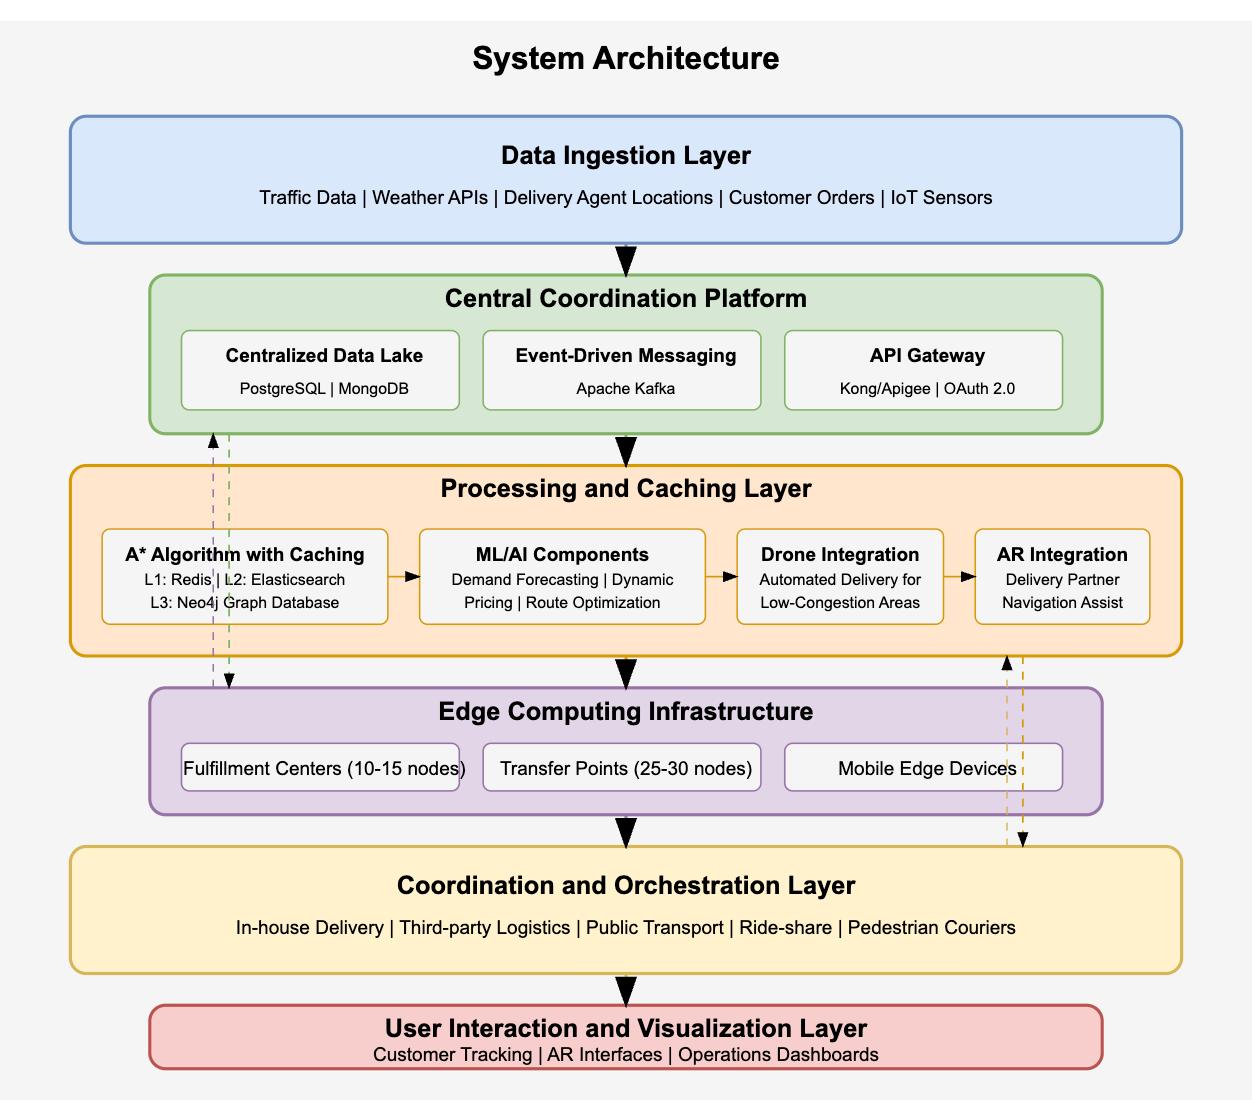 System Architecture
Data Ingestion Layer
Traffic Data | Weather APIs | Delivery Agent Locations | Customer Orders | IoT Sensors
Central Coordination Platform
Centralized Data Lake
PostgreSQL | MongoDB
Event-Driven Messaging
Apache Kafka
API Gateway
Kong/Apigee | OAuth 2.0
Processing and Caching Layer
A* Algorithm with Caching
L1: Redis | L2: Elasticsearch
L3: Neo4j Graph Database
ML/AI Components
Demand Forecasting | Dynamic
Pricing | Route Optimization
Drone Integration
Automated Delivery for
Low-Congestion Areas
AR Integration
Delivery Partner
Navigation Assist
Edge Computing Infrastructure
Fulfillment Centers (10-15 nodes)
Transfer Points (25-30 nodes)
Mobile Edge Devices
Coordination and Orchestration Layer
In-house Delivery | Third-party Logistics | Public Transport | Ride-share | Pedestrian Couriers
User Interaction and Visualization Layer
Customer Tracking | AR Interfaces | Operations Dashboards